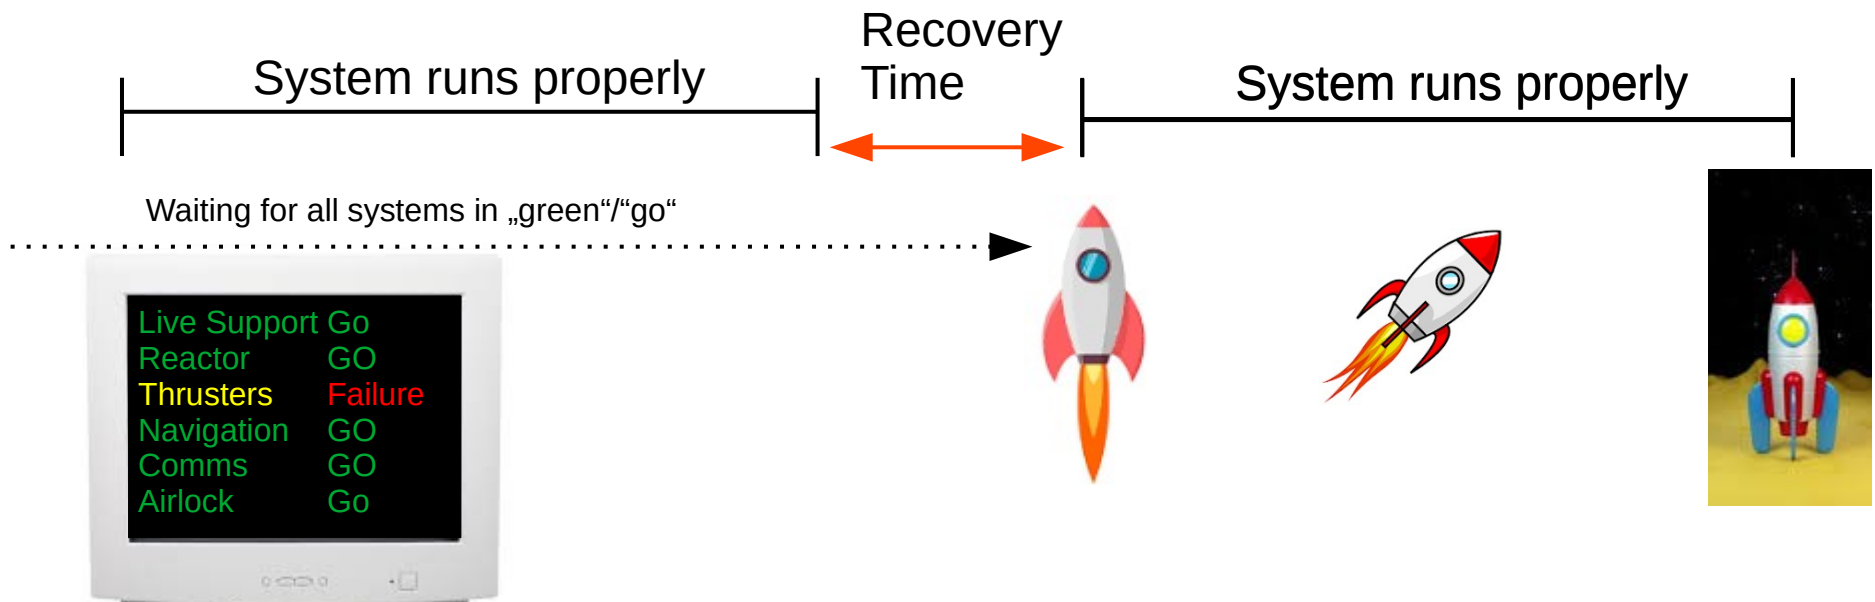 System runs properly
Recovery
Time
System runs properly
Waiting for all systems in „green“/“go“
Live Support Go
Reactor GO
Thrusters Failure
Navigation GO
Comms GO
Airlock Go